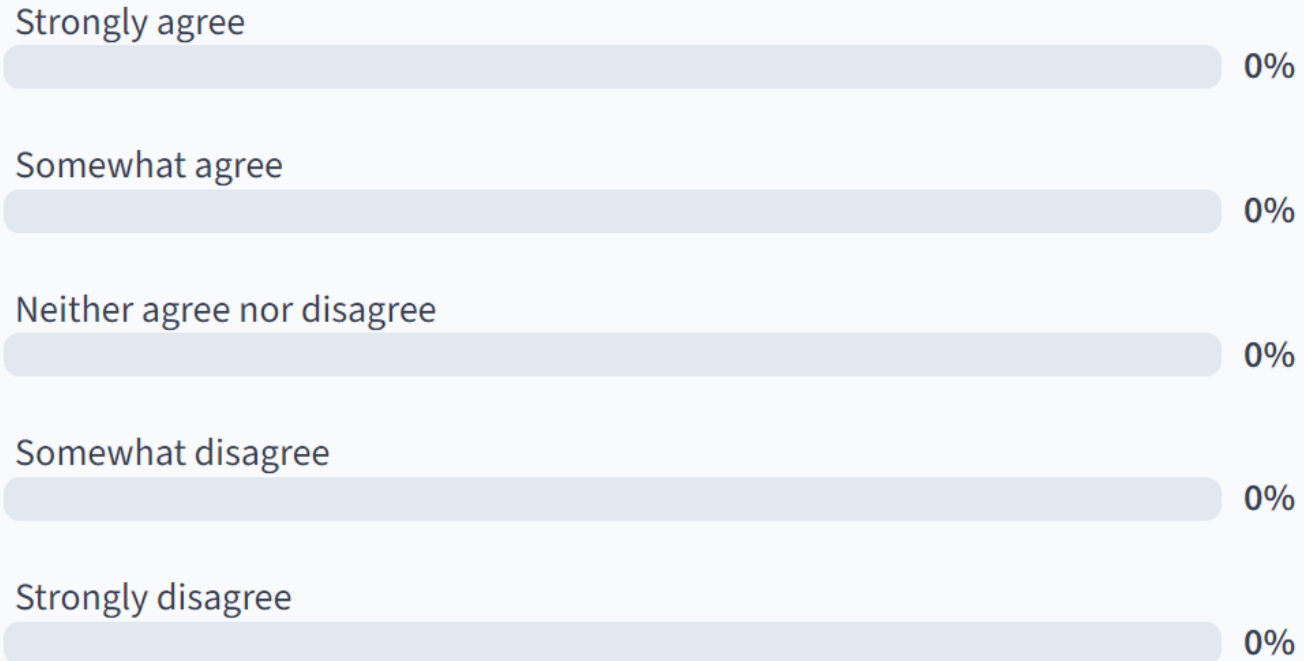 Strongly agree
0%
Somewhat agree
0%
Neither agree nor disagree
0%
Somewhat disagree
0%
Strongly disagree
0%